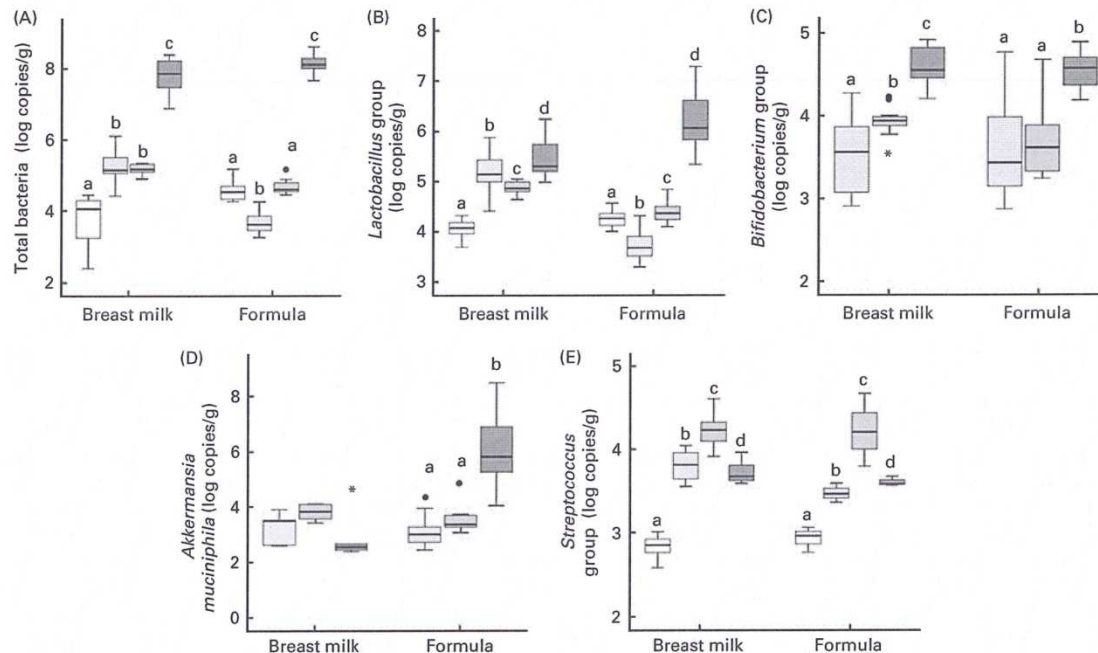 (A)
Total bacteria (log copies/g)
8
6
4
2
a
b
b
c
a
b
a
c
Breast milk
Formula
(B)
Lactobacillus group
(log copies/g)
8
7
6
5
4
3
a
b
c
d
a
b
c
d
Breast milk
Formula
(C)
Bifidobacterium group
(log copies/g)
5
4
3
2
a
b
*
c
a
a
b
Breast milk
Formula
(D)
Akkermansia
muciniphila (log copies/g)
8
6
4
2
0
*
a
a
b
Breast milk
Formula
(E)
Streptococcus
group (log copies/g)
5
4
3
2
a
b
c
d
a
b
c
d
Breast milk
Formula